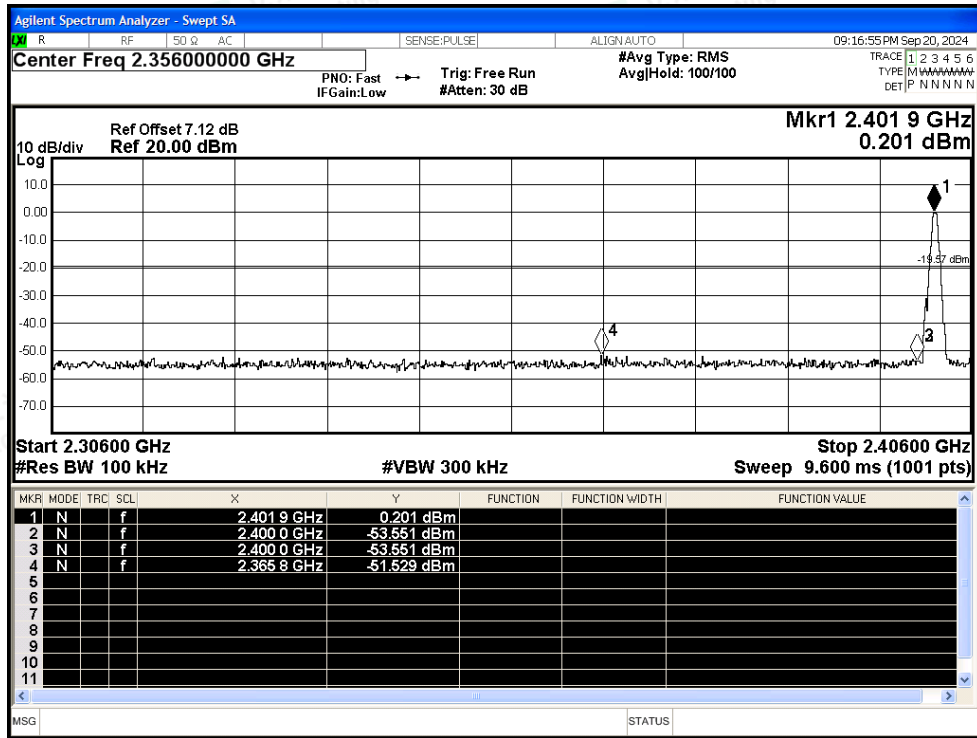 Agilent Spectrum Analyzer - Swept SA
LXI R RF 50 Ω AC SENSE:PULSE ALIGN AUTO 09:16:55 PM Sep 20, 2024
Center Freq 2.356000000 GHz
PNO: Fast
IFGain:Low
Trig: Free Run
#Atten: 30 dB
#Avg Type: RMS
Avg|Hold: 100/100
TRACE 1 2 3 4 5 6
TYPE M
DET P N N N N N
Ref Offset 7.12 dB
10 dB/div Ref 20.00 dBm
Log
Mkr1 2.401 9 GHz
0.201 dBm
10.0
0.00
-10.0
-20.0
-30.0
-40.0
-50.0
-60.0
-70.0
1
-19.57 dBm
4
Start 2.30600 GHz Stop 2.40600 GHz
#Res BW 100 kHz #VBW 300 kHz Sweep 9.600 ms (1001 pts)
MKR MODE TRC SCL X Y FUNCTION FUNCTION WIDTH FUNCTION VALUE
1 N f 2.401 9 GHz 0.201 dBm
2 N f 2.400 0 GHz -53.551 dBm
3 N f 2.400 0 GHz -53.551 dBm
4 N f 2.365 8 GHz -51.529 dBm
5
6
7
8
9
10
11
MSG STATUS